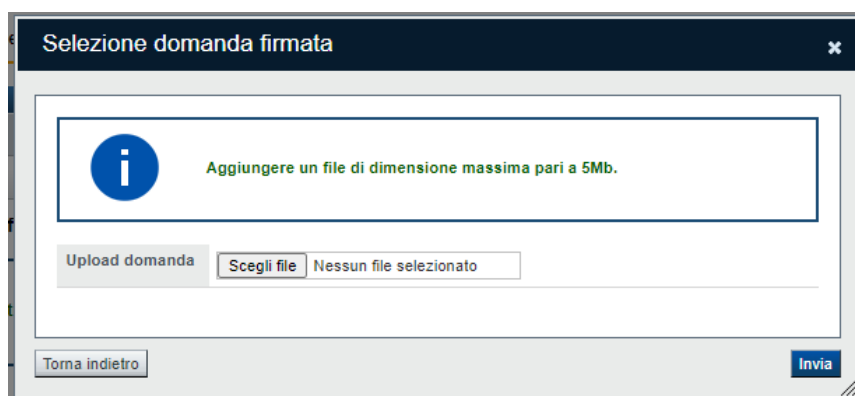 Selezione domanda firmata
Aggiungere un file di dimensione massima pari a 5Mb.
Upload domanda Scegli file Nessun file selezionato
Torna indietro Invia